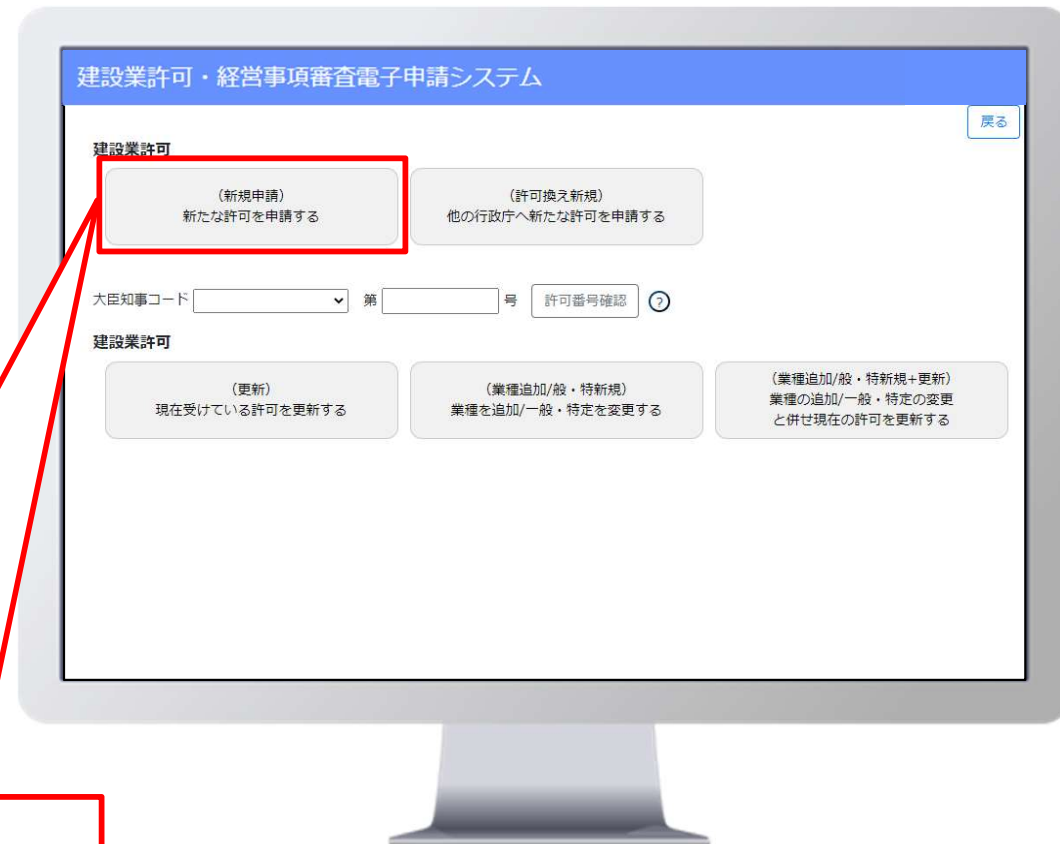 建設業許可・経営事項審査電子申請システム
戻る
建設業許可
（新規申請）
新たな許可を申請する
（許可換え新規）
他の行政庁へ新たな許可を申請する
大臣知事コード 第 号 許可番号確認 ?
建設業許可
（更新）
現在受けている許可を更新する
（業種追加/般・特新規）
業種を追加/一般・特定を変更する
（業種追加/般・特新規+更新）
業種の追加/一般・特定の変更
と併せ現在の許可を更新する